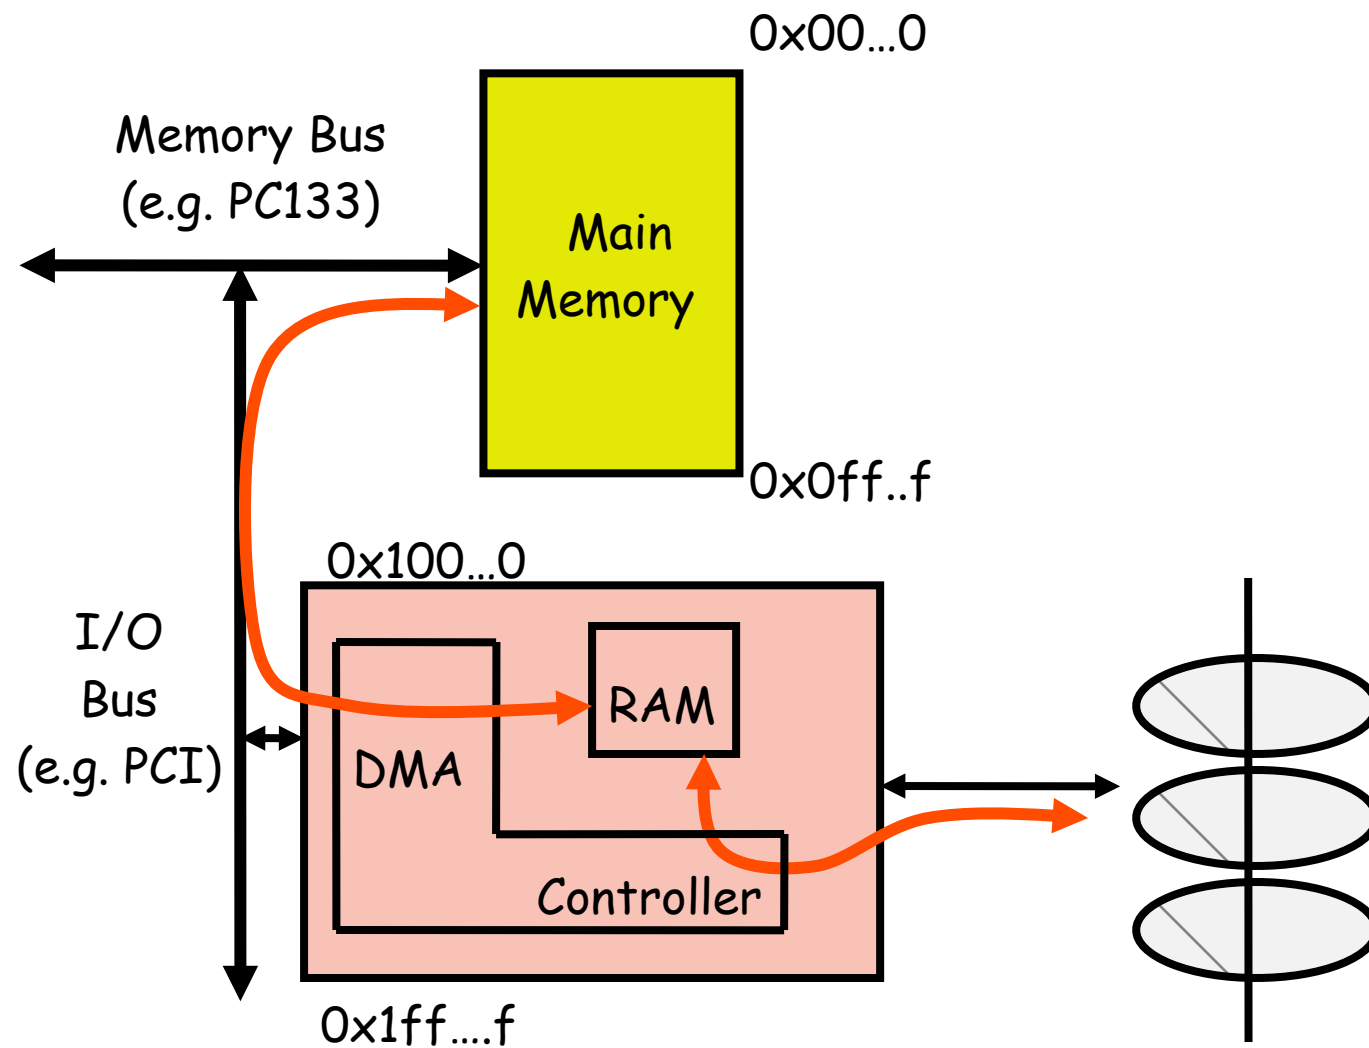 0x00...0
Memory Bus
(e.g. PC133)
Main
Memory
0x0ff..f
0x100...0
I/O
Bus
(e.g. PCI)
RAM
DMA
Controller
0x1ff....f